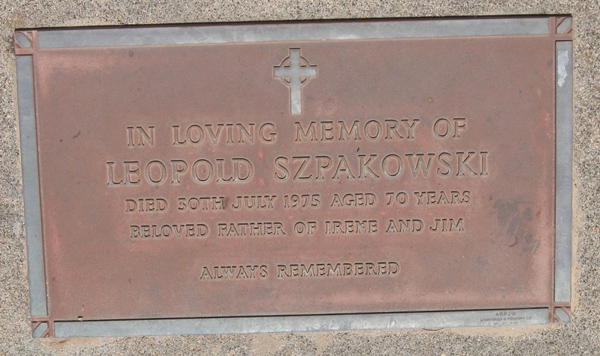 IN LOVING MEMORY OF
LEOPOLD SZPAKOWSKI
DIED 30TH JULY 1975 AGED 70 YEARS
BELOVED FATHER OF IRENE AND JIM
ALWAYS REMEMBERED